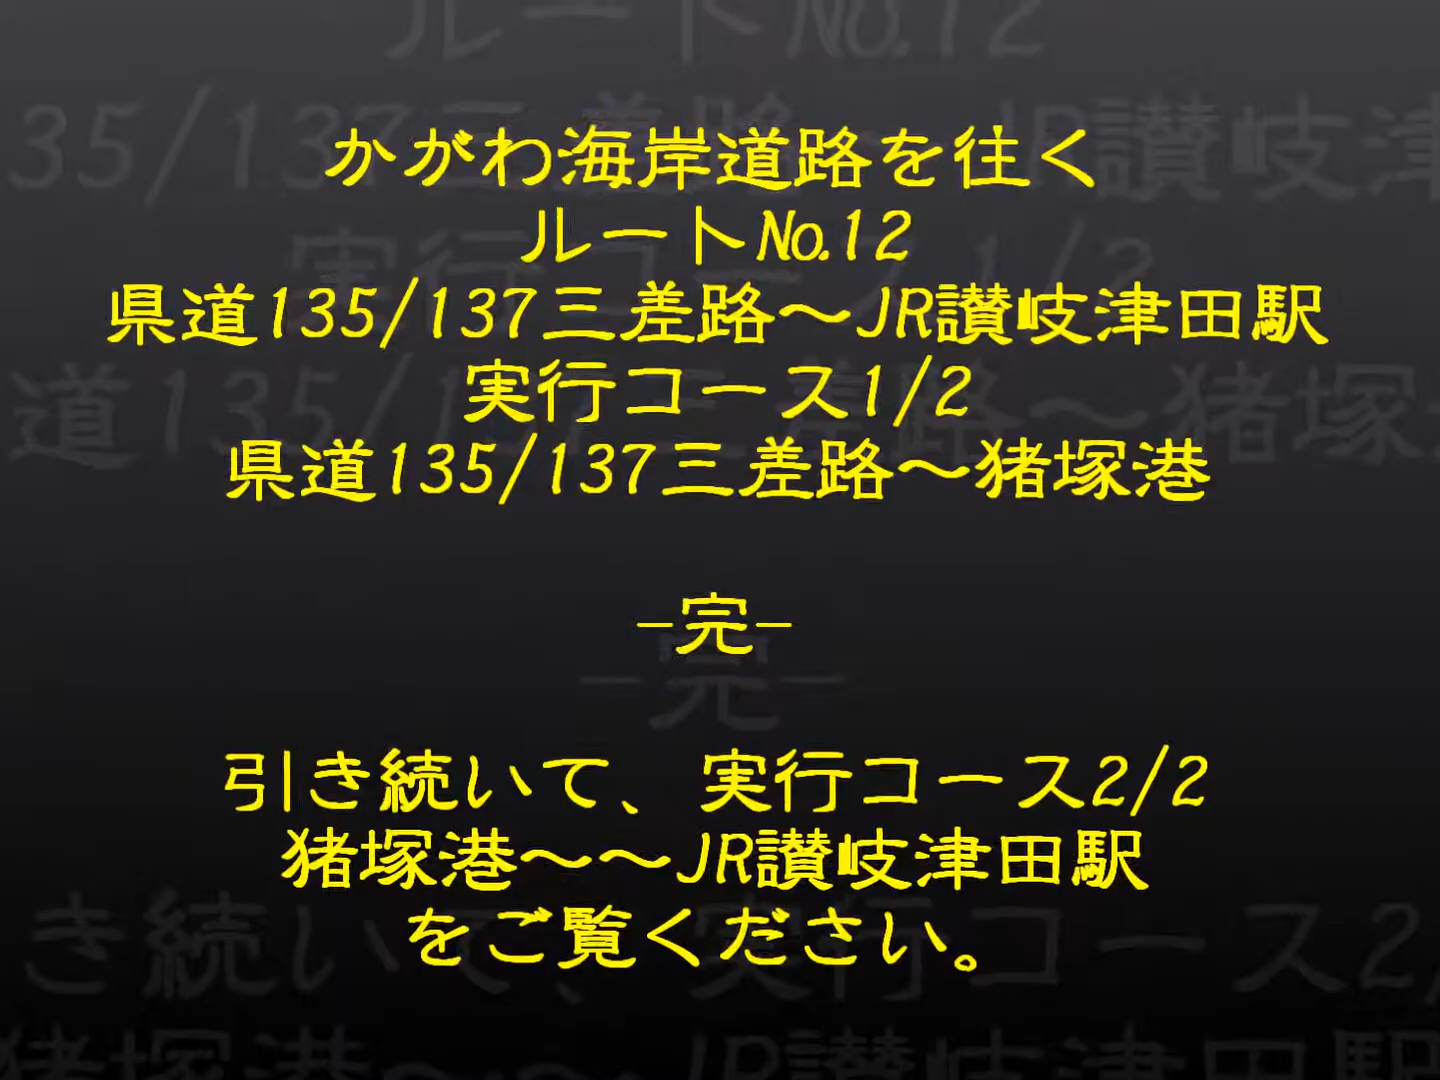 かがわ海岸道路を往く
ルートNo.12
県道135/137三差路～JR讃岐津田駅
実行コース1/2
県道135/137三差路～猪塚港
-完-
引き続いて、実行コース2/2
猪塚港～～JR讃岐津田駅
をご覧ください。